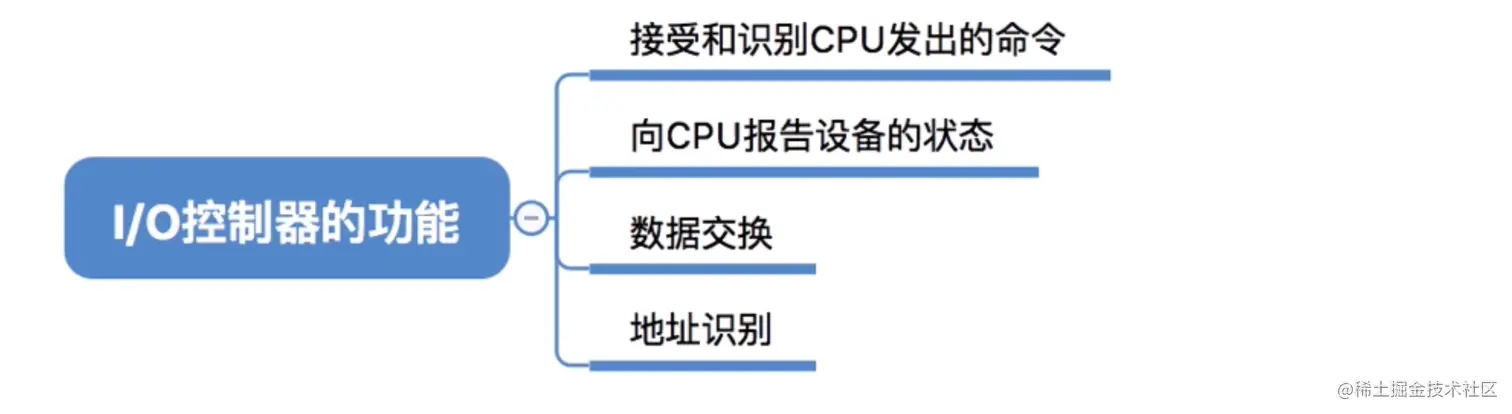 接受和识别CPU发出的命令
向CPU报告设备的状态
I/O控制器的功能
数据交换
地址识别
@稀土掘金技术社区